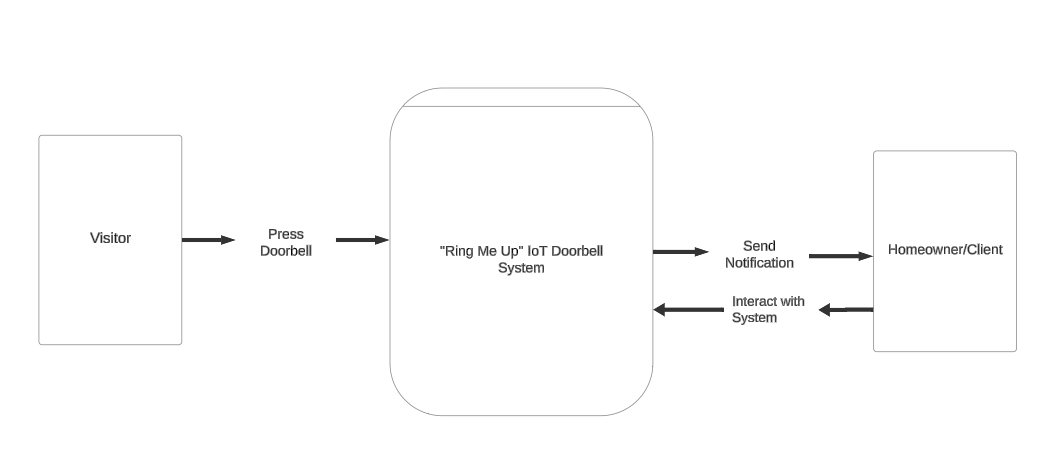 Visitor
Press
Doorbell
"Ring Me Up" IoT Doorbell
System
Send
Notification
Interact with
System
Homeowner/Client